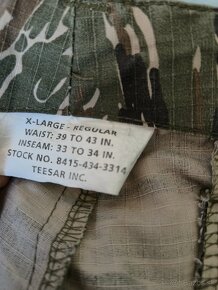 X-LARGE - REGULAR
WAIST: 39 TO 43 IN.
INSEAM: 33 TO 34 IN.
STOCK NO. 8415-434-3314
TEESAR INC.